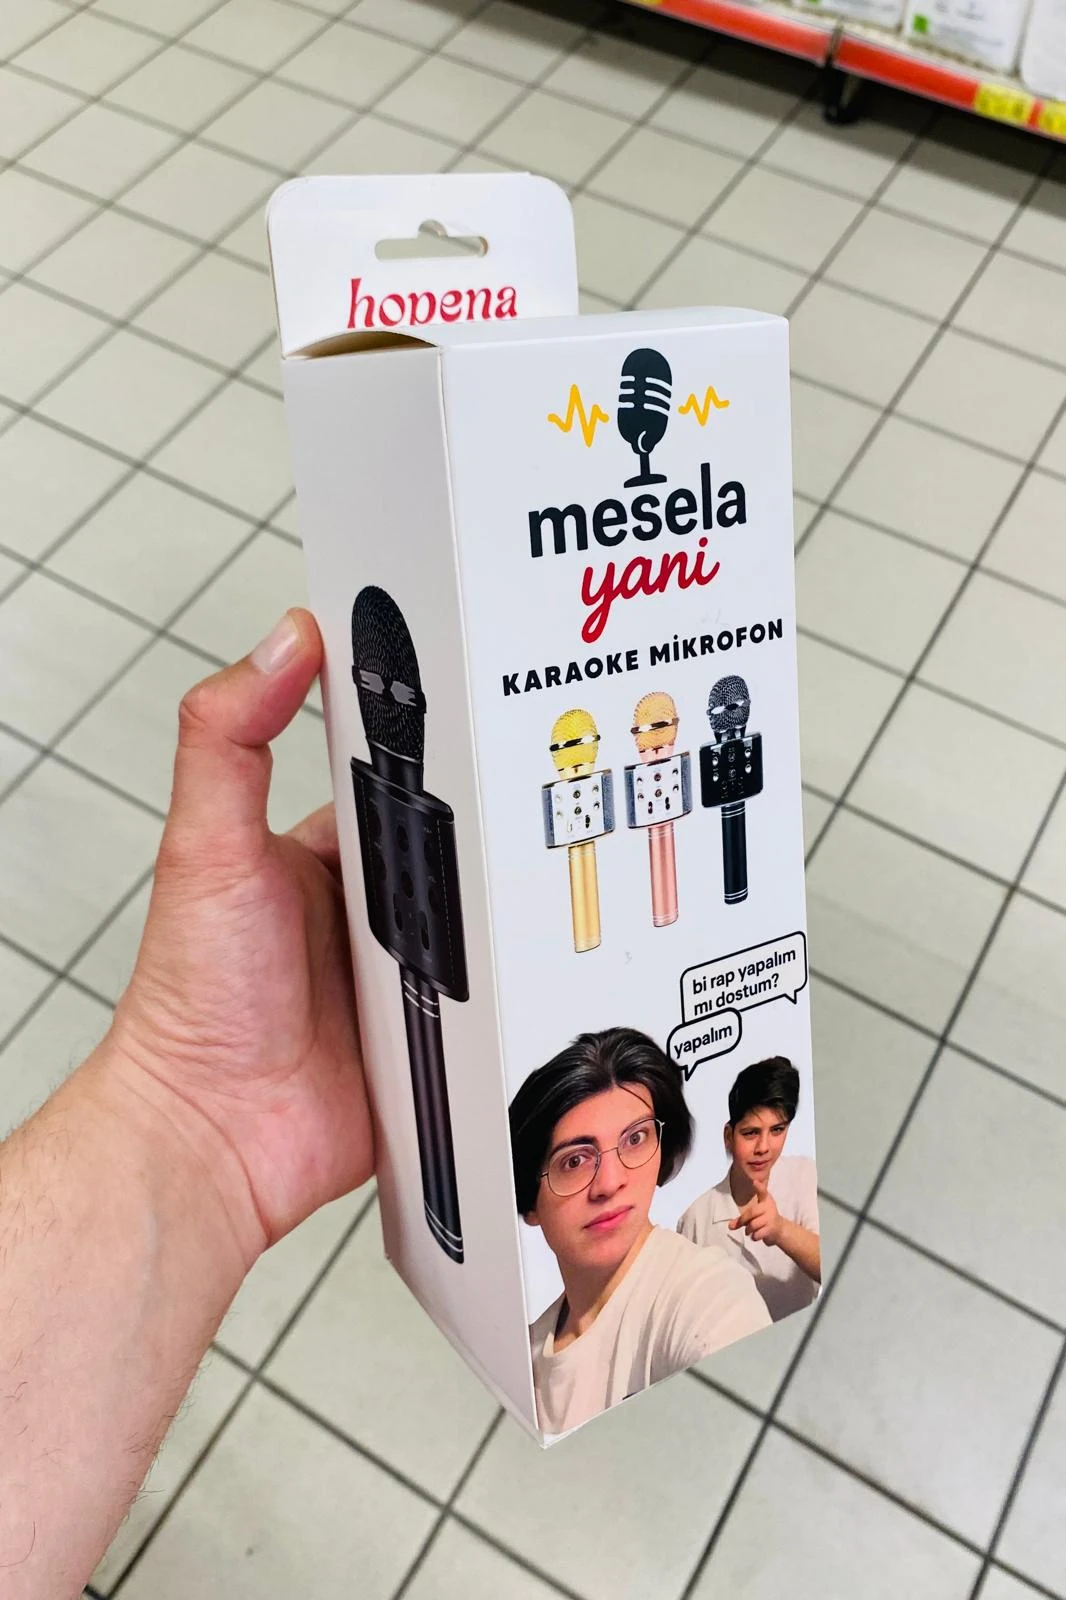 hopena
mesela
yani
KARAOKE MİKROFON
bi rap yapalım
mı dostum?
yapalım